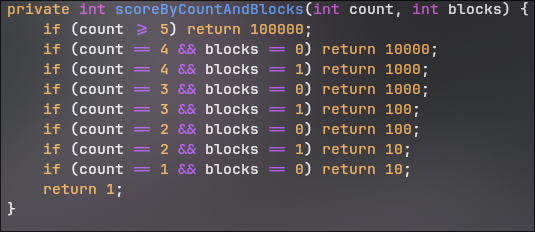 private int scoreByCountAndBlocks(int count, int blocks) {
    if (count >= 5) return 100000;
    if (count == 4 && blocks == 0) return 10000;
    if (count == 4 && blocks == 1) return 1000;
    if (count == 3 && blocks == 0) return 1000;
    if (count == 3 && blocks == 1) return 100;
    if (count == 2 && blocks == 0) return 100;
    if (count == 2 && blocks == 1) return 10;
    if (count == 1 && blocks == 0) return 10;
    return 1;
}